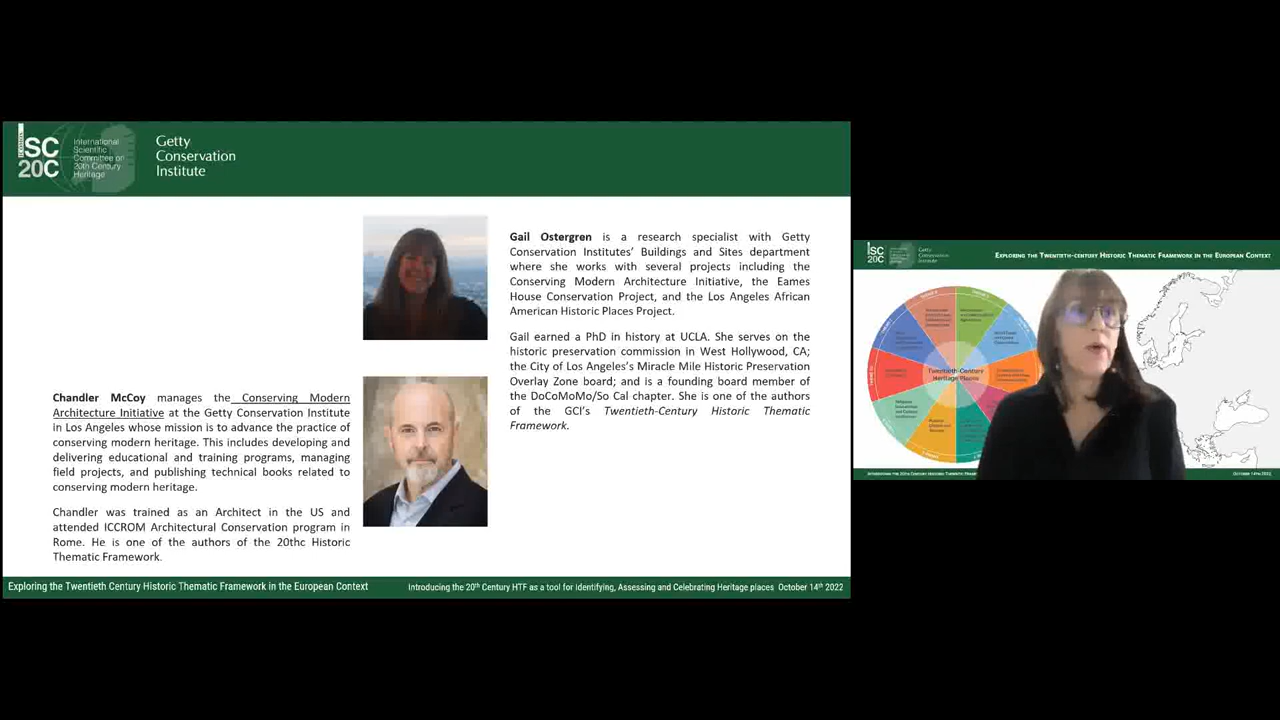 ISC
20C
International
Scientific
Committee on
20th Century
Heritage
Getty
Conservation
Institute
Gail Ostergren is a research specialist with Getty
Conservation Institutes’ Buildings and Sites department
where she works with several projects including the
Conserving Modern Architecture Initiative, the Eames
House Conservation Project, and the Los Angeles African
American Historic Places Project.
Gail earned a PhD in history at UCLA. She serves on the
historic preservation commission in West Hollywood, CA;
the City of Los Angeles’s Miracle Mile Historic Preservation
Overlay Zone board; and is a founding board member of
the DoCoMoMo/So Cal chapter. She is one of the authors
of the GCI’s Twentieth-Century Historic Thematic
Framework.
Chandler McCoy manages the Conserving Modern
Architecture Initiative at the Getty Conservation Institute
in Los Angeles whose mission is to advance the practice of
conserving modern heritage. This includes developing and
delivering educational and training programs, managing
field projects, and publishing technical books related to
conserving modern heritage.
Chandler was trained as an Architect in the US and
attended ICCROM Architectural Conservation program in
Rome. He is one of the authors of the 20thc Historic
Thematic Framework.
Exploring the Twentieth Century Historic Thematic Framework in the European Context
Introducing the 20th Century HTF as a tool for Identifying, Assessing and Celebrating Heritage places October 14th 2022
ISC
20C
Getty
Conservation
Institute
Exploring the Twentieth-century Historic Thematic Framework in the European Context
Twentieth-Century
Heritage Places